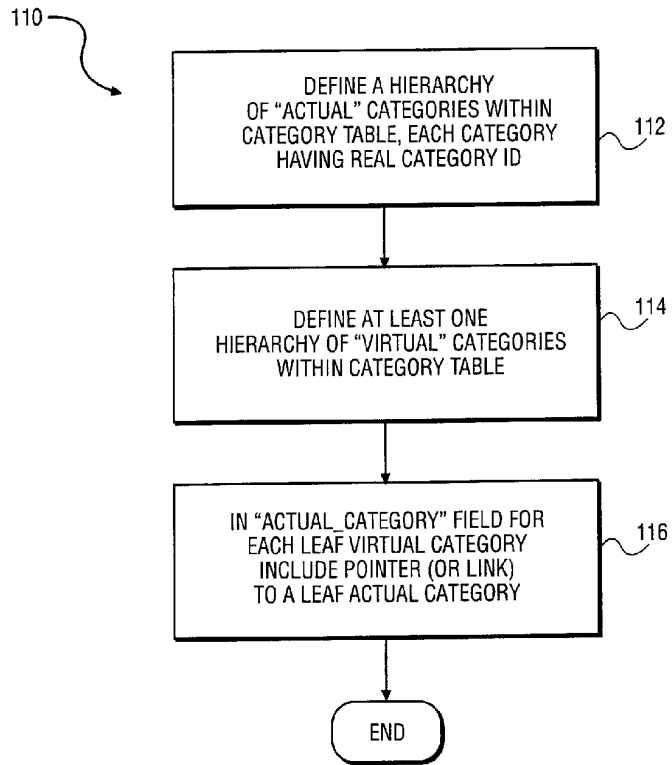 110
DEFINE A HIERARCHY
OF "ACTUAL" CATEGORIES WITHIN
CATEGORY TABLE, EACH CATEGORY
HAVING REAL CATEGORY ID
112
DEFINE AT LEAST ONE
HIERARCHY OF "VIRTUAL" CATEGORIES
WITHIN CATEGORY TABLE
114
IN "ACTUAL_CATEGORY" FIELD FOR
EACH LEAF VIRTUAL CATEGORY
INCLUDE POINTER (OR LINK)
TO A LEAF ACTUAL CATEGORY
116
END